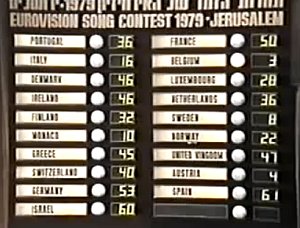 EUROVISION SONG CONTEST 1979 · JERUSALEM
PORTUGAL 36
ITALY 16
DENMARK 46
IRELAND 46
FINLAND 32
MONACO 10
GREECE 45
SWITZERLAND 40
GERMANY 53
ISRAEL 60
FRANCE 50
BELGIUM 3
LUXEMBOURG 28
NETHERLANDS 36
SWEDEN 8
NORWAY 22
UNITED KINGDOM 47
AUSTRIA 4
SPAIN 61